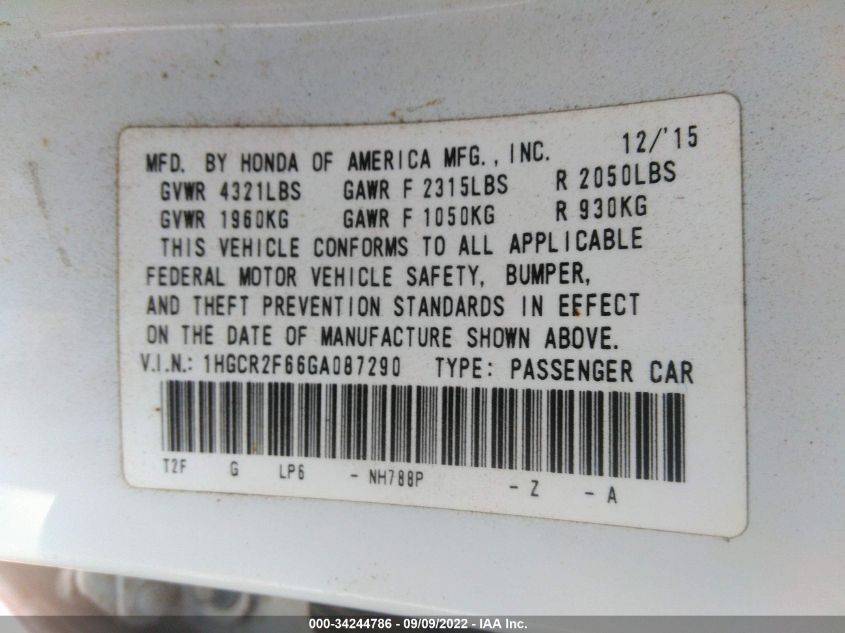 MFD. BY HONDA OF AMERICA MFG., INC. 12/'15
GVWR 4321LBS GAWR F 2315LBS R 2050LBS
GVWR 1960KG GAWR F 1050KG R 930KG
THIS VEHICLE CONFORMS TO ALL APPLICABLE
FEDERAL MOTOR VEHICLE SAFETY, BUMPER,
AND THEFT PREVENTION STANDARDS IN EFFECT
ON THE DATE OF MANUFACTURE SHOWN ABOVE.
V.I.N.: 1HGCR2F66GA087290 TYPE: PASSENGER CAR
T2F G LP6 - NH788P - Z - A
000-34244786 - 09/09/2022 - IAA Inc.